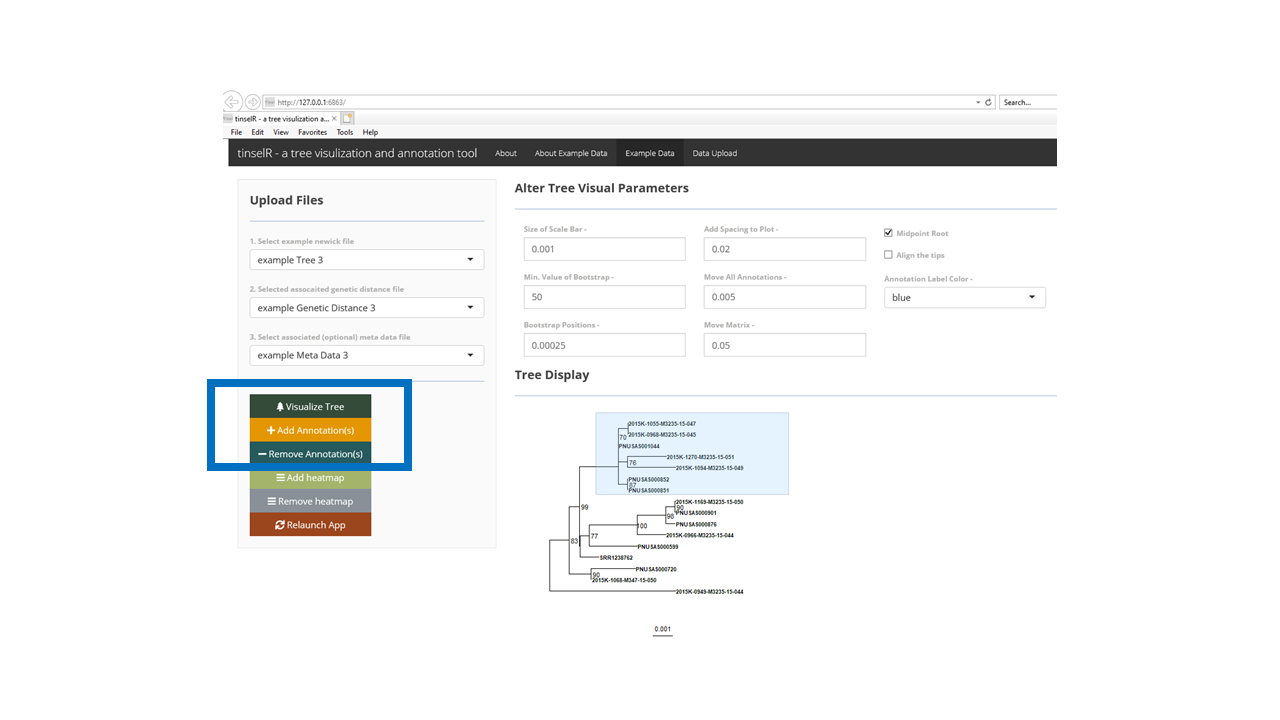 http://127.0.0.1:6863/
Search...
tinselR - a tree visulization a...
File Edit View Favorites Tools Help
tinselR - a tree visulization and annotation tool
About
About Example Data
Example Data
Data Upload
Upload Files
1. Select example newick file
example Tree 3
2. Selected assocaited genetic distance file
example Genetic Distance 3
3. Select associated (optional) meta data file
example Meta Data 3
Visualize Tree
Add Annotation(s)
Remove Annotation(s)
Add heatmap
Remove heatmap
Relaunch App
Alter Tree Visual Parameters
Size of Scale Bar -
0.001
Add Spacing to Plot -
0.02
Midpoint Root
Align the tips
Min. Value of Bootstrap -
50
Move All Annotations -
0.005
Annotation Label Color -
blue
Bootstrap Positions -
0.00025
Move Matrix -
0.05
Tree Display
2015K-1055-M3235-15-047
70
2015K-0968-M3235-15-045
PNUSAS001044
2015K-1270-M3235-15-051
76
2015K-1094-M3235-15-049
PNUSAS000852
87
PNUSAS000851
2015K-1169-M3235-15-050
99
90
PNUSAS000901
98
PNUSAS000876
100
2015K-0966-M3235-15-044
77
83
PNUSAS000599
SRR1238762
PNUSAS000720
90
2015K-1068-M347-15-050
2015K-0949-M3235-15-044
0.001